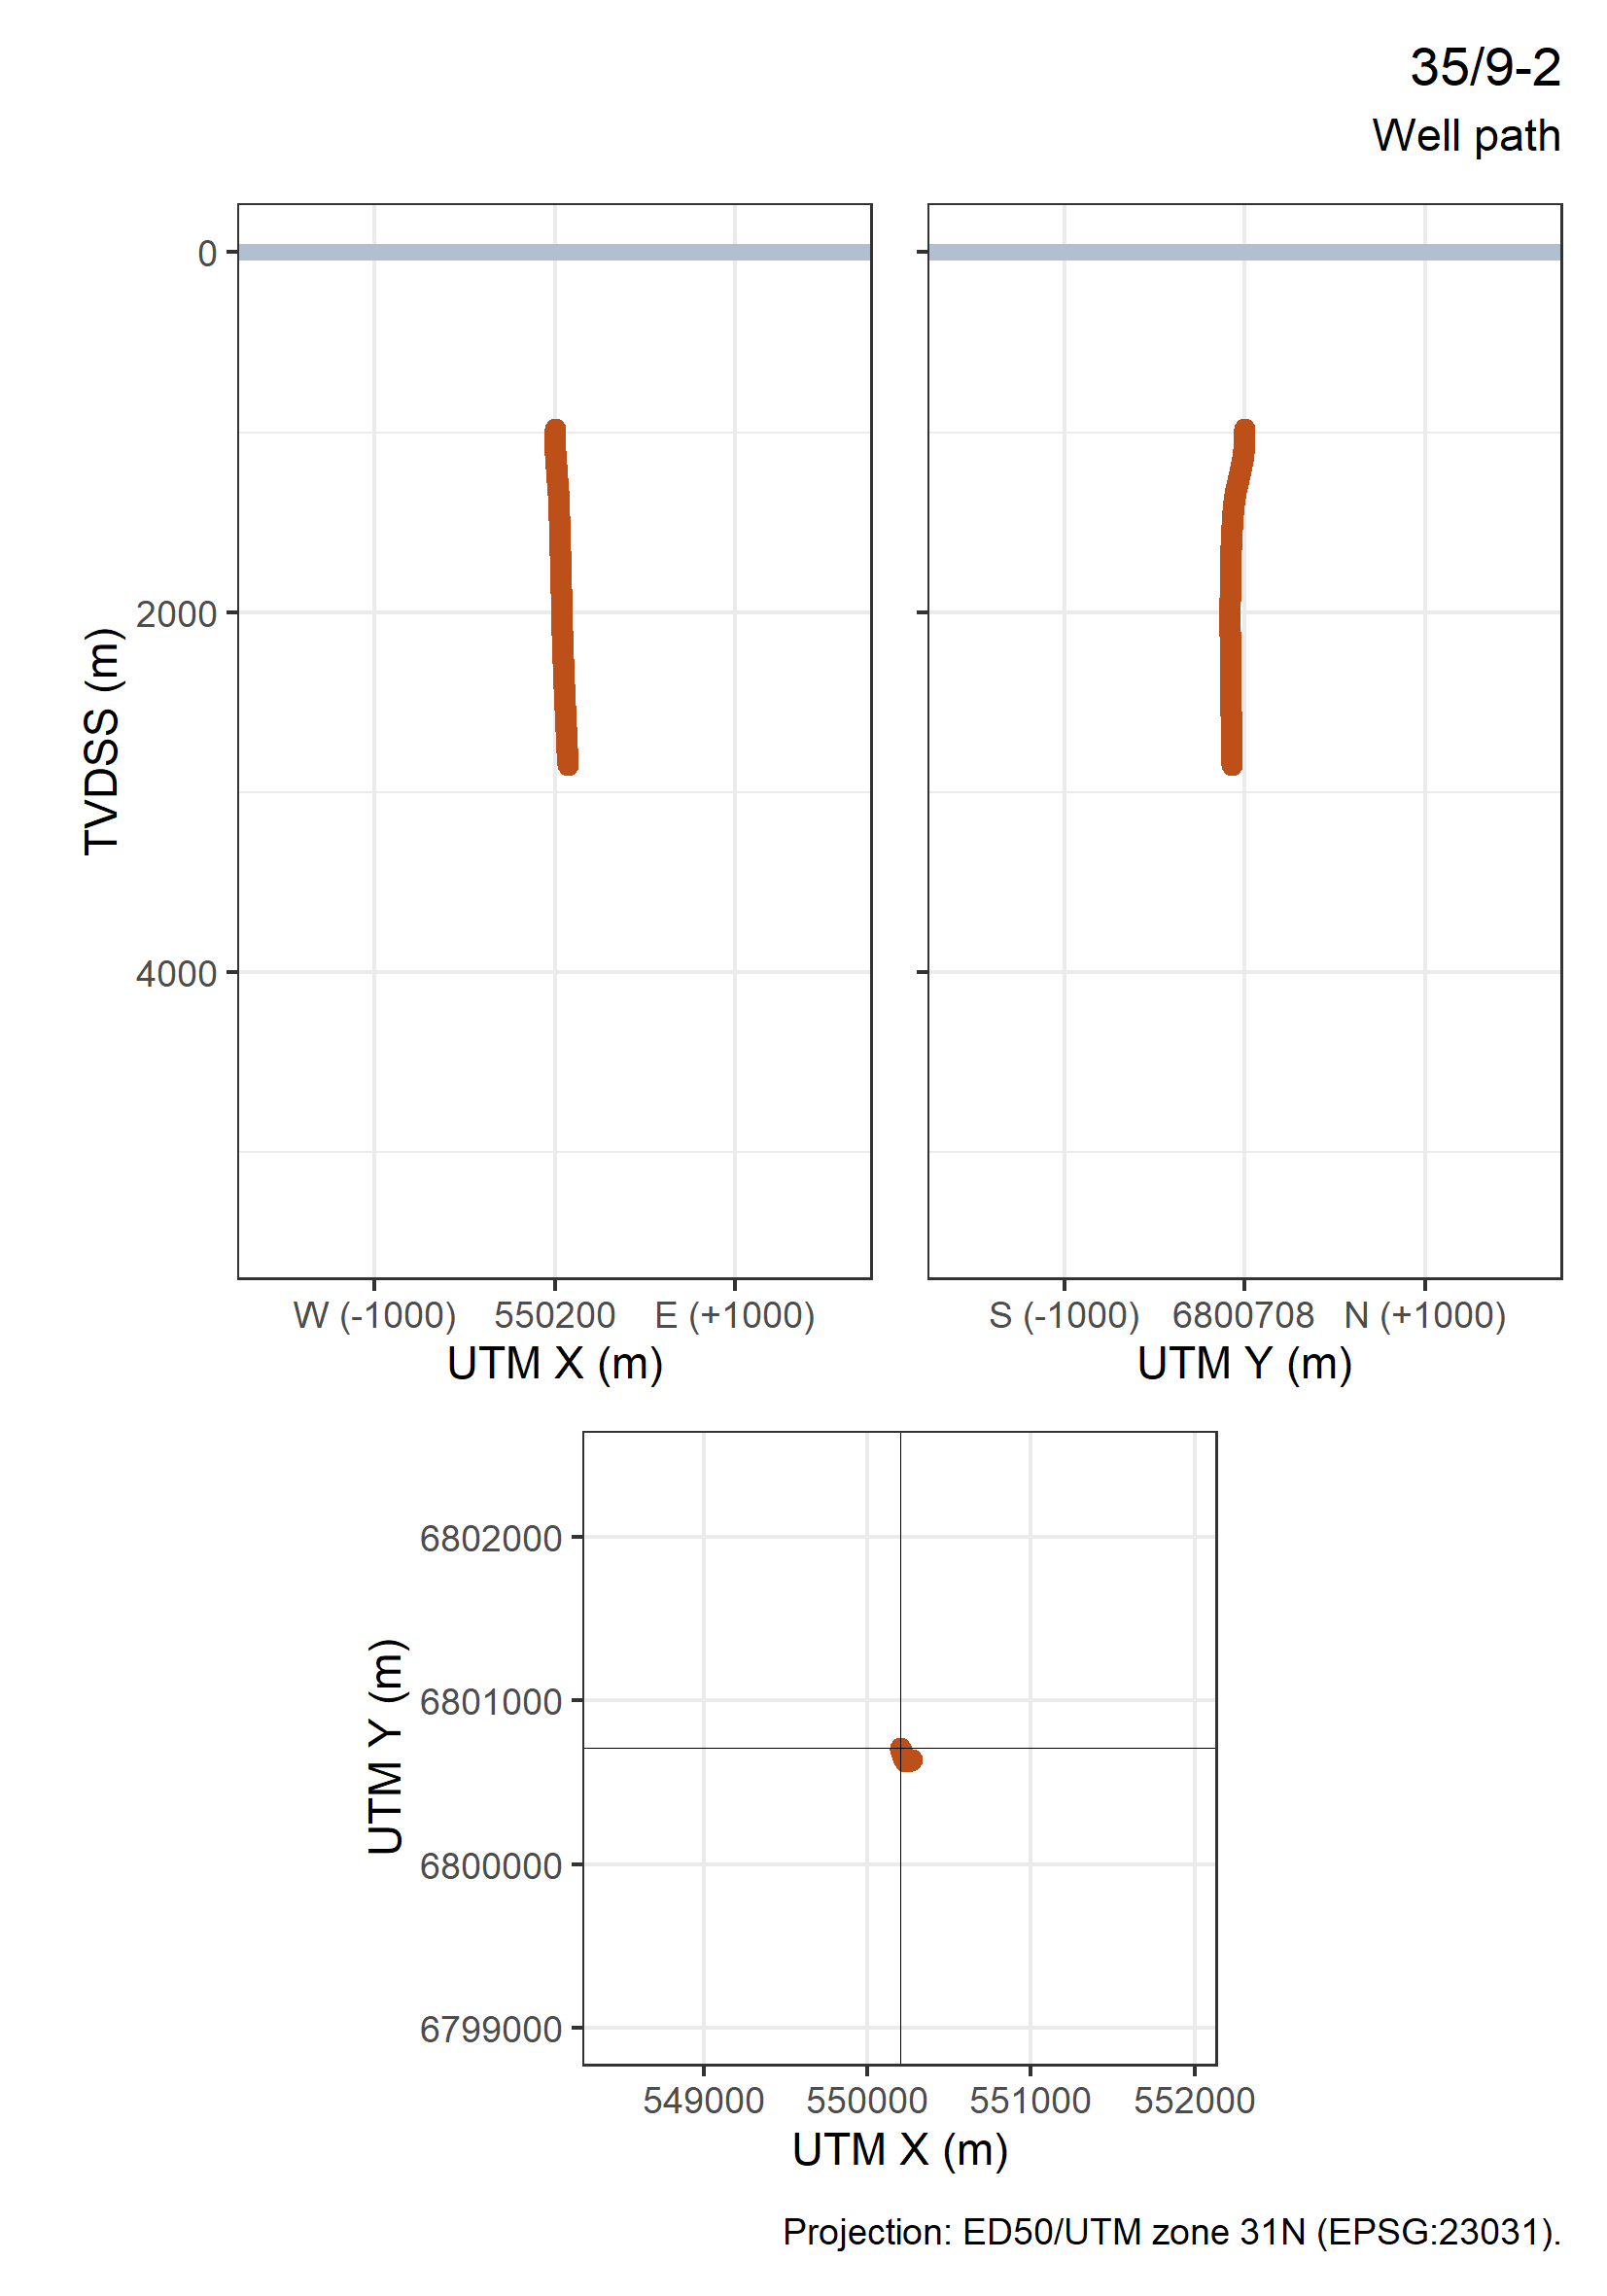 35/9-2
Well path
TVDSS (m)
0
2000
4000
W (-1000) 550200 E (+1000)
UTM X (m)
S (-1000) 6800708 N (+1000)
UTM Y (m)
UTM Y (m)
6802000
6801000
6800000
6799000
549000 550000 551000 552000
UTM X (m)
Projection: ED50/UTM zone 31N (EPSG:23031).